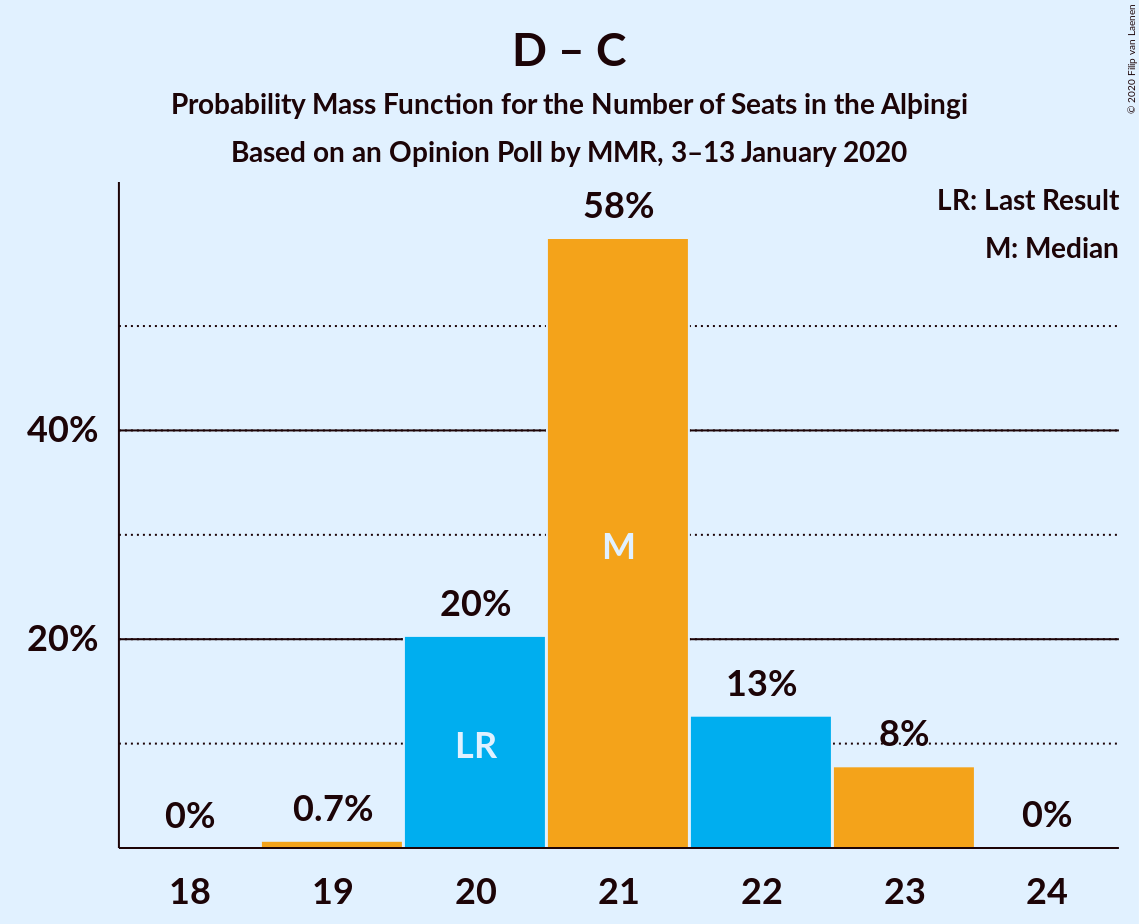 D – C
Probability Mass Function for the Number of Seats in the Alþingi
Based on an Opinion Poll by MMR, 3–13 January 2020
© 2020 Filip van Laenen
LR: Last Result
M: Median
58%
40%
M
20%
20%
13%
8%
LR
0%
0.7%
0%
18 19 20 21 22 23 24